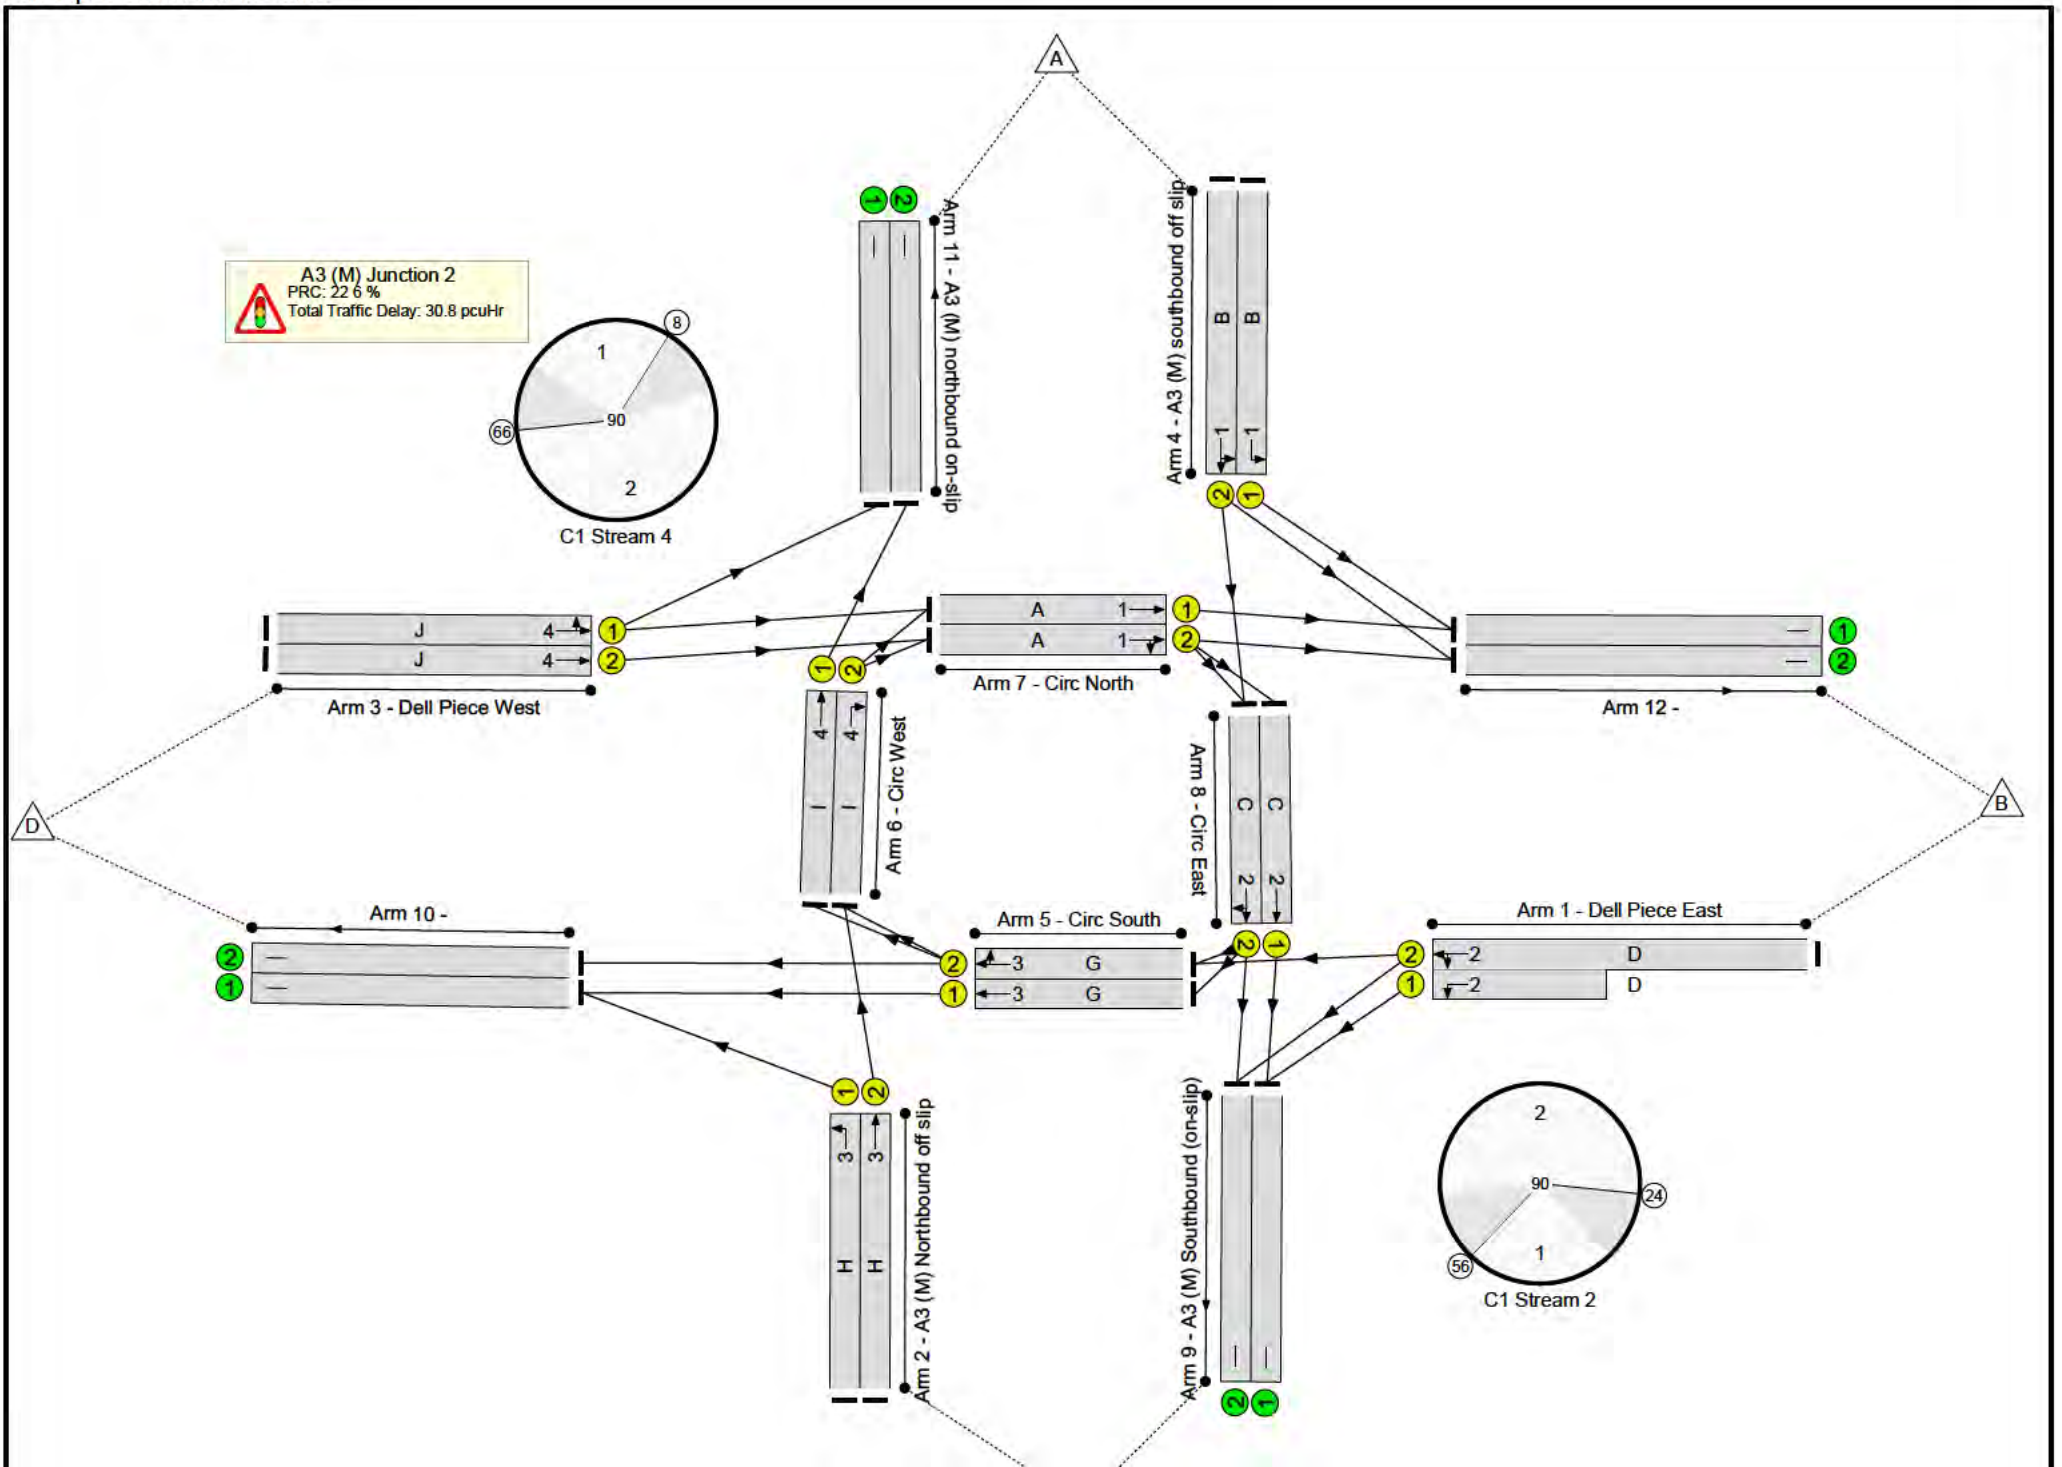 A
A3 (M) Junction 2
PRC: 22 6 %
Total Traffic Delay: 30.8 pcuHr
1
2
90
8
66
C1 Stream 4
1
2
Arm 11 - A3 (M) northbound on-slip
Arm 4 - A3 (M) southbound off slip
B
B
1
1
2
1
J
4
1
J
4
2
Arm 3 - Dell Piece West
A
1
1
A
1
2
Arm 7 - Circ North
1
2
Arm 12 -
1
2
4
4
I
I
Arm 6 - Circ West
Arm 8 - Circ East
C
C
2
2
2
1
D
B
Arm 10 -
2
1
Arm 5 - Circ South
2
3
G
1
3
G
Arm 1 - Dell Piece East
2
2
D
1
2
D
1
2
3
3
H
H
Arm 2 - A3 (M) Northbound off slip
Arm 9 - A3 (M) Southbound (on-slip)
2
1
2
90
24
56
1
C1 Stream 2